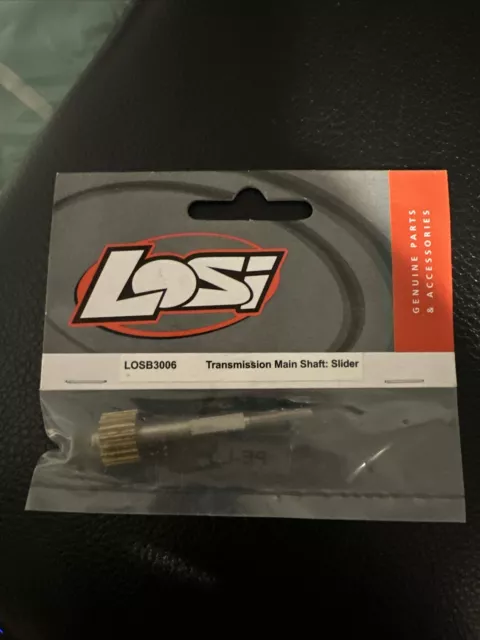 LOSi
GENUINE PARTS
& ACCESSORIES
LOSB3006 Transmission Main Shaft: Slider